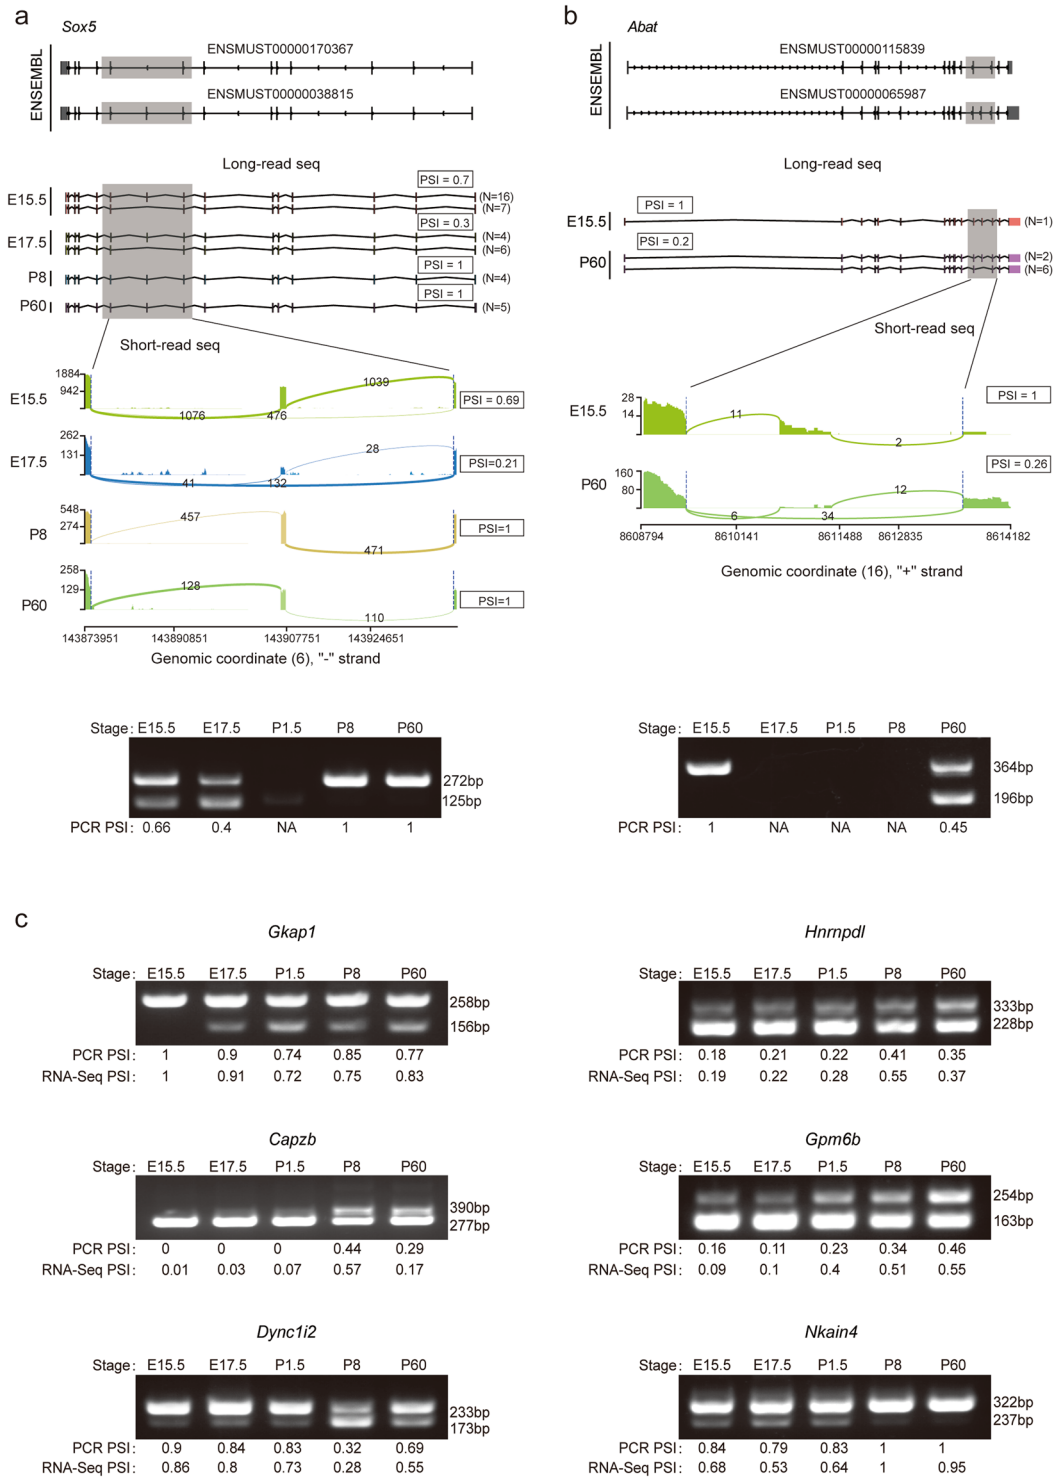 a
Sox5
ENSEMBL
ENSMUST00000170367
ENSMUST00000038815
Long-read seq
PSI = 0.7
E15.5
(N=16)
(N=7)
PSI = 0.3
E17.5
(N=4)
(N=6)
PSI = 1
P8
(N=4)
PSI = 1
P60
(N=5)
Short-read seq
1884
942
E15.5
1039
1076
476
PSI = 0.69
262
131
E17.5
28
41
132
PSI=0.21
548
274
P8
457
471
PSI=1
258
129
P60
128
110
PSI=1
143873951 143890851 143907751 143924651
Genomic coordinate (6), "-" strand
Stage: E15.5 E17.5 P1.5 P8 P60
272bp
125bp
PCR PSI: 0.66 0.4 NA 1 1
b
Abat
ENSEMBL
ENSMUST00000115839
ENSMUST00000065987
Long-read seq
PSI = 1
E15.5
(N=1)
PSI = 0.2
P60
(N=2)
(N=6)
Short-read seq
28
14
E15.5
11
2
PSI = 1
160
80
P60
12
6
34
PSI = 0.26
8608794 8610141 8611488 8612835 8614182
Genomic coordinate (16), "+" strand
Stage: E15.5 E17.5 P1.5 P8 P60
364bp
196bp
PCR PSI: 1 NA NA NA 0.45
c
Gkap1
Stage: E15.5 E17.5 P1.5 P8 P60
258bp
156bp
PCR PSI: 1 0.9 0.74 0.85 0.77
RNA-Seq PSI: 1 0.91 0.72 0.75 0.83
Hnrnpdl
Stage: E15.5 E17.5 P1.5 P8 P60
333bp
228bp
PCR PSI: 0.18 0.21 0.22 0.41 0.35
RNA-Seq PSI: 0.19 0.22 0.28 0.55 0.37
Capzb
Stage: E15.5 E17.5 P1.5 P8 P60
390bp
277bp
PCR PSI: 0 0 0 0.44 0.29
RNA-Seq PSI: 0.01 0.03 0.07 0.57 0.17
Gpm6b
Stage: E15.5 E17.5 P1.5 P8 P60
254bp
163bp
PCR PSI: 0.16 0.11 0.23 0.34 0.46
RNA-Seq PSI: 0.09 0.1 0.4 0.51 0.55
Dync1i2
Stage: E15.5 E17.5 P1.5 P8 P60
233bp
173bp
PCR PSI: 0.9 0.84 0.83 0.32 0.69
RNA-Seq PSI: 0.86 0.8 0.73 0.28 0.55
Nkain4
Stage: E15.5 E17.5 P1.5 P8 P60
322bp
237bp
PCR PSI: 0.84 0.79 0.83 1 1
RNA-Seq PSI: 0.68 0.53 0.64 1 0.95